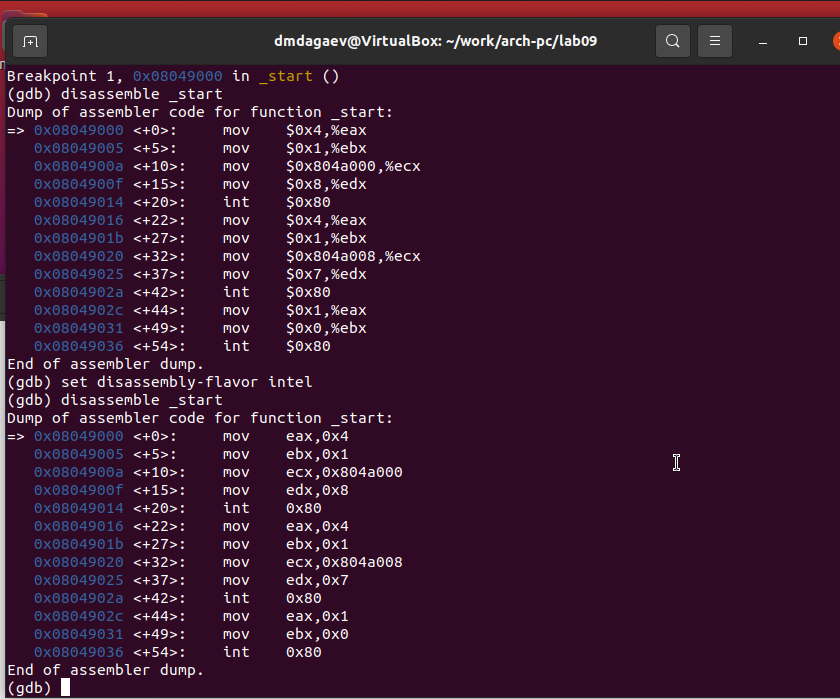 dmdagaev@VirtualBox: ~/work/arch-pc/lab09
Breakpoint 1, 0x08049000 in _start ()
(gdb) disassemble _start
Dump of assembler code for function _start:
=> 0x08049000 <+0>:     mov    $0x4,%eax
   0x08049005 <+5>:     mov    $0x1,%ebx
   0x0804900a <+10>:    mov    $0x804a000,%ecx
   0x0804900f <+15>:    mov    $0x8,%edx
   0x08049014 <+20>:    int    $0x80
   0x08049016 <+22>:    mov    $0x4,%eax
   0x0804901b <+27>:    mov    $0x1,%ebx
   0x08049020 <+32>:    mov    $0x804a008,%ecx
   0x08049025 <+37>:    mov    $0x7,%edx
   0x0804902a <+42>:    int    $0x80
   0x0804902c <+44>:    mov    $0x1,%eax
   0x08049031 <+49>:    mov    $0x0,%ebx
   0x08049036 <+54>:    int    $0x80
End of assembler dump.
(gdb) set disassembly-flavor intel
(gdb) disassemble _start
Dump of assembler code for function _start:
=> 0x08049000 <+0>:     mov    eax,0x4
   0x08049005 <+5>:     mov    ebx,0x1
   0x0804900a <+10>:    mov    ecx,0x804a000
   0x0804900f <+15>:    mov    edx,0x8
   0x08049014 <+20>:    int    0x80
   0x08049016 <+22>:    mov    eax,0x4
   0x0804901b <+27>:    mov    ebx,0x1
   0x08049020 <+32>:    mov    ecx,0x804a008
   0x08049025 <+37>:    mov    edx,0x7
   0x0804902a <+42>:    int    0x80
   0x0804902c <+44>:    mov    eax,0x1
   0x08049031 <+49>:    mov    ebx,0x0
   0x08049036 <+54>:    int    0x80
End of assembler dump.
(gdb)